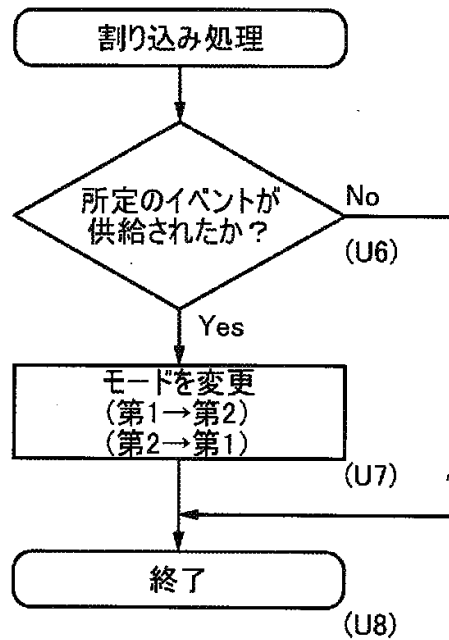 割り込み処理
所定のイベントが
供給されたか?
No
(U6)
Yes
モードを変更
(第1→第2)
(第2→第1)
(U7)
終了
(U8)